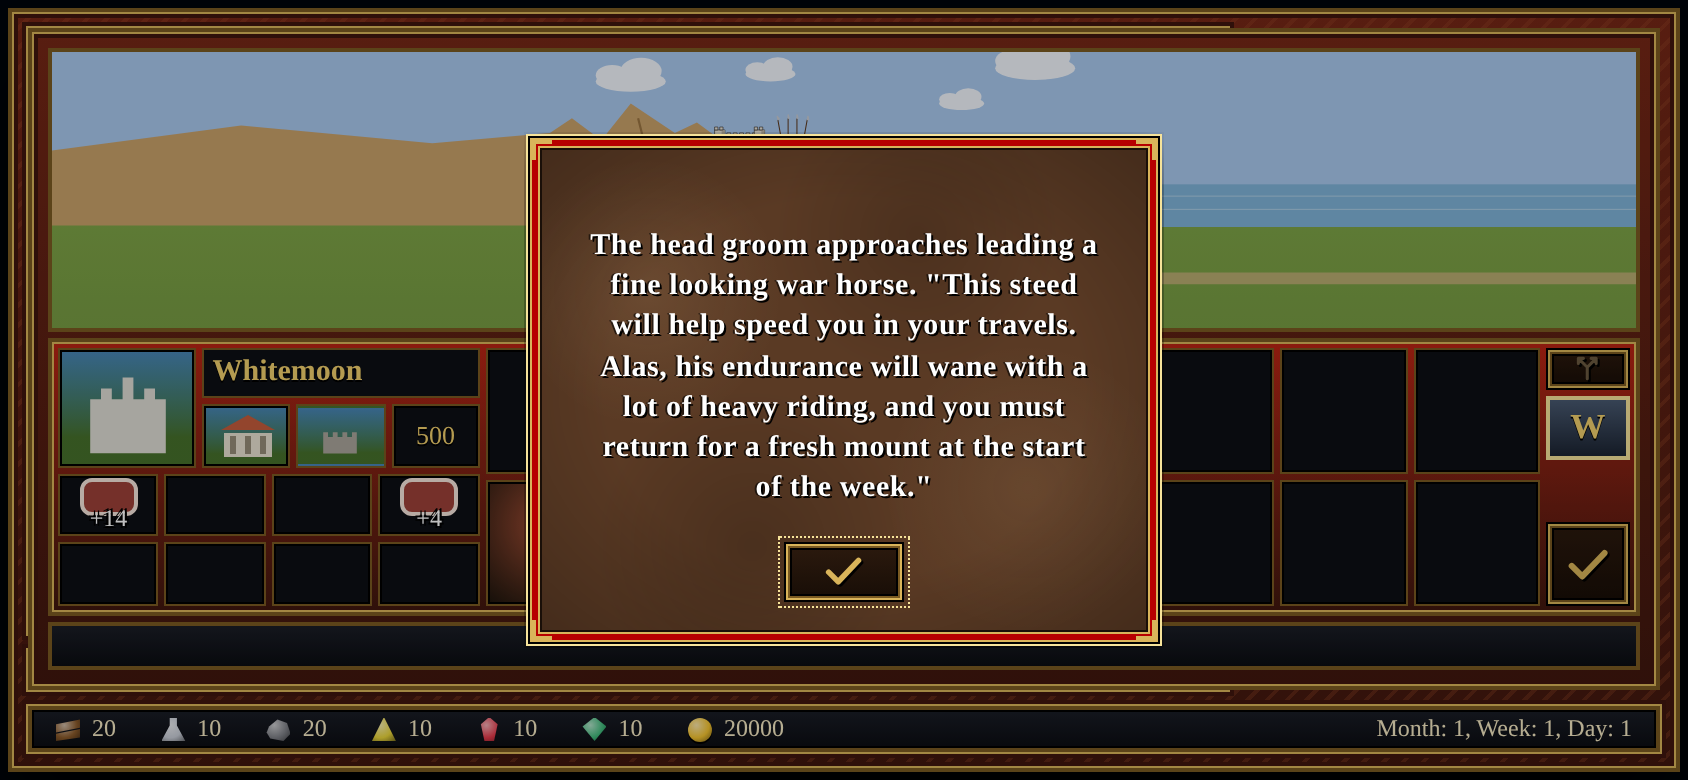 The head groom approaches leading a
fine looking war horse. "This steed
will help speed you in your travels.
Alas, his endurance will wane with a
lot of heavy riding, and you must
return for a fresh mount at the start
of the week."
Whitemoon
500
W
+14
+4
20
10
20
10
10
10
20000
Month: 1, Week: 1, Day: 1